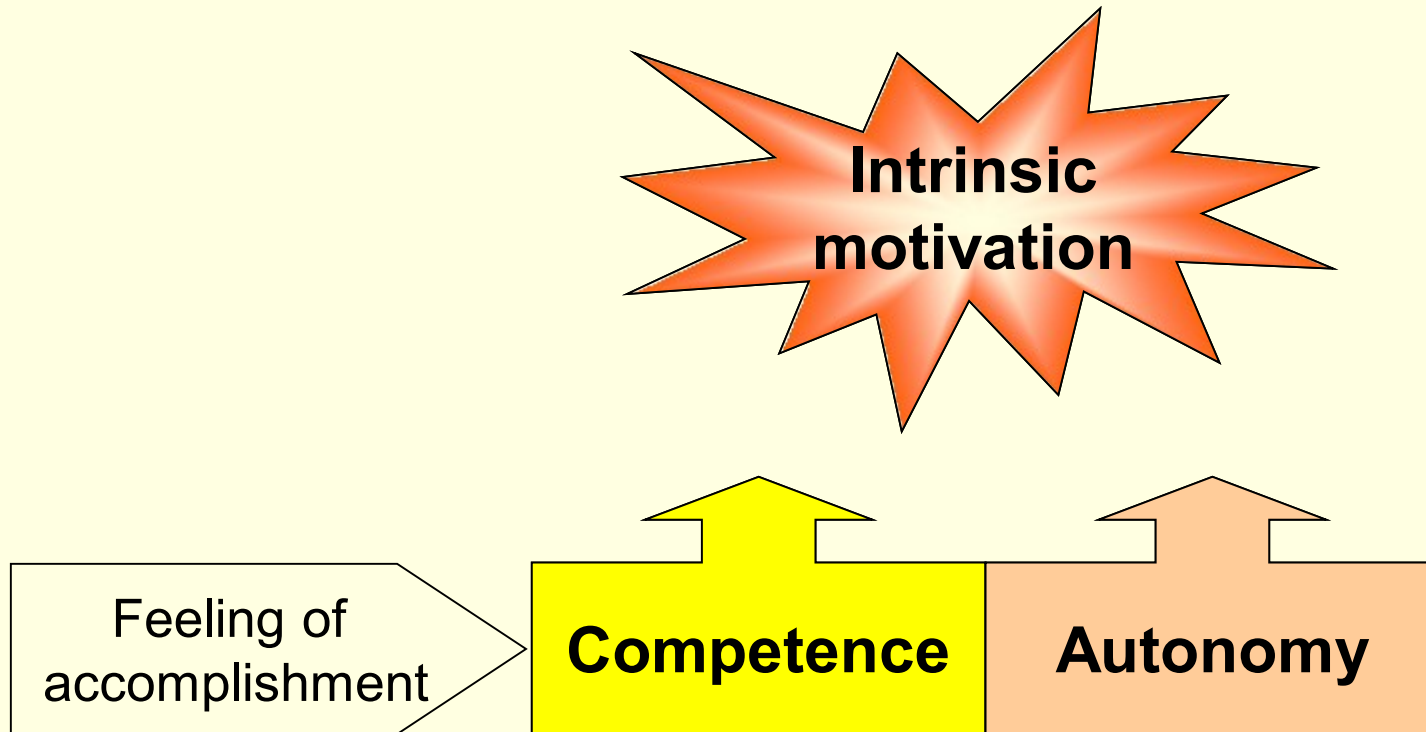 Intrinsic
motivation
Feeling of
accomplishment
Competence
Autonomy